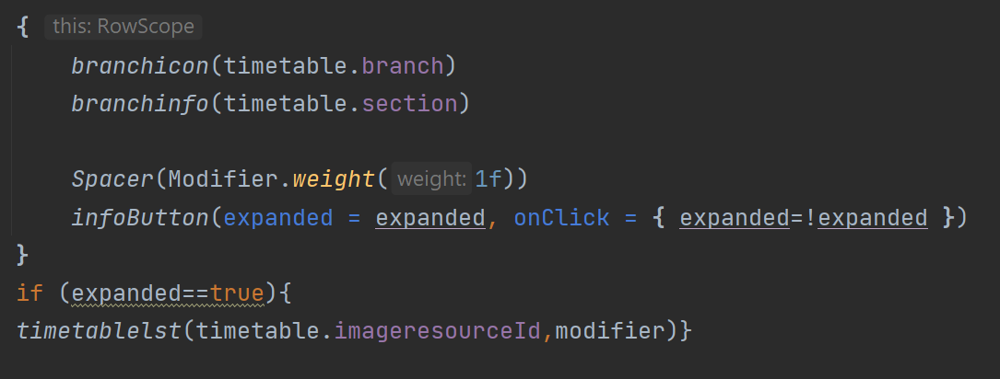 { this: RowScope
branchicon(timetable.branch)
branchinfo(timetable.section)
Spacer(Modifier.weight( weight: 1f))
infoButton(expanded = expanded, onClick = { expanded=!expanded })
}
if (expanded==true){
timetablelst(timetable.imageresourceId,modifier)}